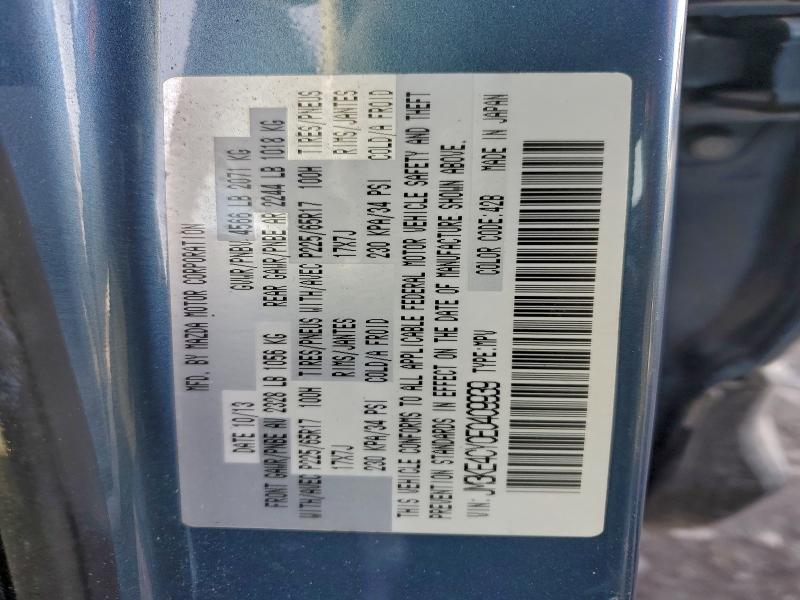 MFD. BY MAZDA MOTOR CORPORATION
DATE 10/13 GVWR/PNBV 4566 LB 2071 KG
FRONT GAWR/PNBE AV 2328 LB 1056 KG REAR GAWR/PNBE AR 2244 LB 1018 KG
WITH/AVEC P225/65R17 100H TIRES/PNEUS WITH/AVEC P225/65R17 100H TIRES/PNEUS
17X7J RIMS/JANTES 17X7J RIMS/JANTES
230 KPA/34 PSI COLD/A FROID 230 KPA/34 PSI COLD/A FROID
THIS VEHICLE CONFORMS TO ALL APPLICABLE FEDERAL MOTOR VEHICLE SAFETY AND THEFT
PREVENTION STANDARDS IN EFFECT ON THE DATE OF MANUFACTURE SHOWN ABOVE.
VIN: JM3KE4CY0E0409939 TYPE:MPV COLOR CODE:42B MADE IN JAPAN